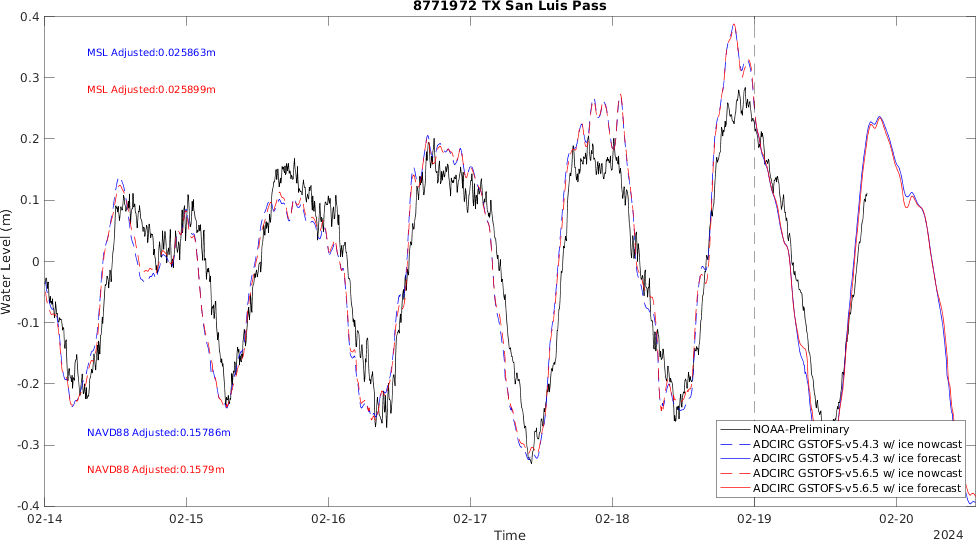 8771972 TX San Luis Pass
0.4
0.3
0.2
0.1
0
-0.1
-0.2
-0.3
-0.4
Water Level (m)
MSL Adjusted:0.025863m
MSL Adjusted:0.025899m
NAVD88 Adjusted:0.15786m
NAVD88 Adjusted:0.1579m
NOAA-Preliminary
ADCIRC GSTOFS-v5.4.3 w/ ice nowcast
ADCIRC GSTOFS-v5.4.3 w/ ice forecast
ADCIRC GSTOFS-v5.6.5 w/ ice nowcast
ADCIRC GSTOFS-v5.6.5 w/ ice forecast
02-14 02-15 02-16 02-17 02-18 02-19 02-20
Time
2024